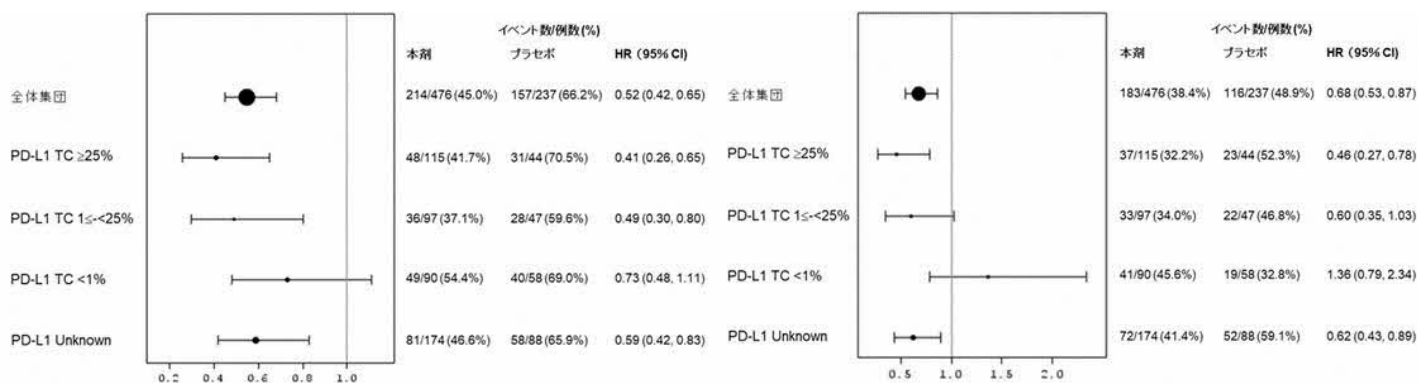 イベント数/例数(%)
本剤 プラセボ HR (95% CI)
全体集団 214/476 (45.0%) 157/237 (66.2%) 0.52 (0.42, 0.65)
PD-L1 TC ≥25% 48/115 (41.7%) 31/44 (70.5%) 0.41 (0.26, 0.65)
PD-L1 TC 1≤-<25% 36/97 (37.1%) 28/47 (59.6%) 0.49 (0.30, 0.80)
PD-L1 TC <1% 49/90 (54.4%) 40/58 (69.0%) 0.73 (0.48, 1.11)
PD-L1 Unknown 81/174 (46.6%) 58/88 (65.9%) 0.59 (0.42, 0.83)
0.2 0.4 0.6 0.8 1.0
イベント数/例数(%)
本剤 プラセボ HR (95% CI)
全体集団 183/476 (38.4%) 116/237 (48.9%) 0.68 (0.53, 0.87)
PD-L1 TC ≥25% 37/115 (32.2%) 23/44 (52.3%) 0.46 (0.27, 0.78)
PD-L1 TC 1≤-<25% 33/97 (34.0%) 22/47 (46.8%) 0.60 (0.35, 1.03)
PD-L1 TC <1% 41/90 (45.6%) 19/58 (32.8%) 1.36 (0.79, 2.34)
PD-L1 Unknown 72/174 (41.4%) 52/88 (59.1%) 0.62 (0.43, 0.89)
0.5 1.0 1.5 2.0